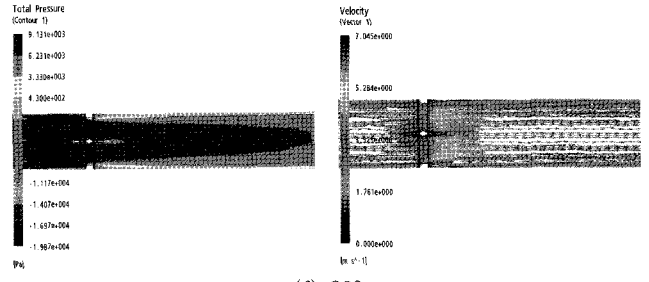 Total Pressure
(Contour 1)
9.131e+003
6.231e+003
3.330e+003
4.300e+002
-1.117e+004
-1.407e+004
-1.697e+004
-1.987e+004
[Pa]
Velocity
(Vector 1)
7.045e+000
5.284e+000
1.761e+000
0.000e+000
[m s^-1]